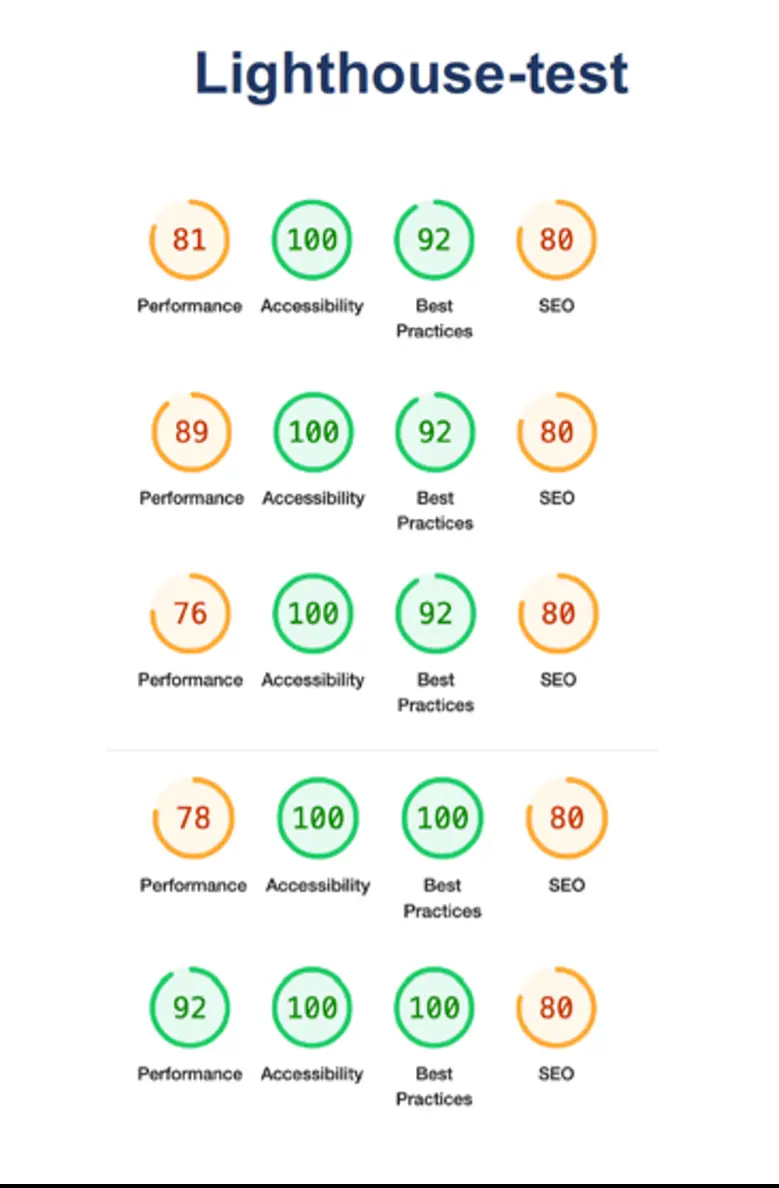 Lighthouse-test
81 100 92 80
Performance Accessibility Best SEO
Practices
89 100 92 80
Performance Accessibility Best SEO
Practices
76 100 92 80
Performance Accessibility Best SEO
Practices
78 100 100 80
Performance Accessibility Best SEO
Practices
92 100 100 80
Performance Accessibility Best SEO
Practices